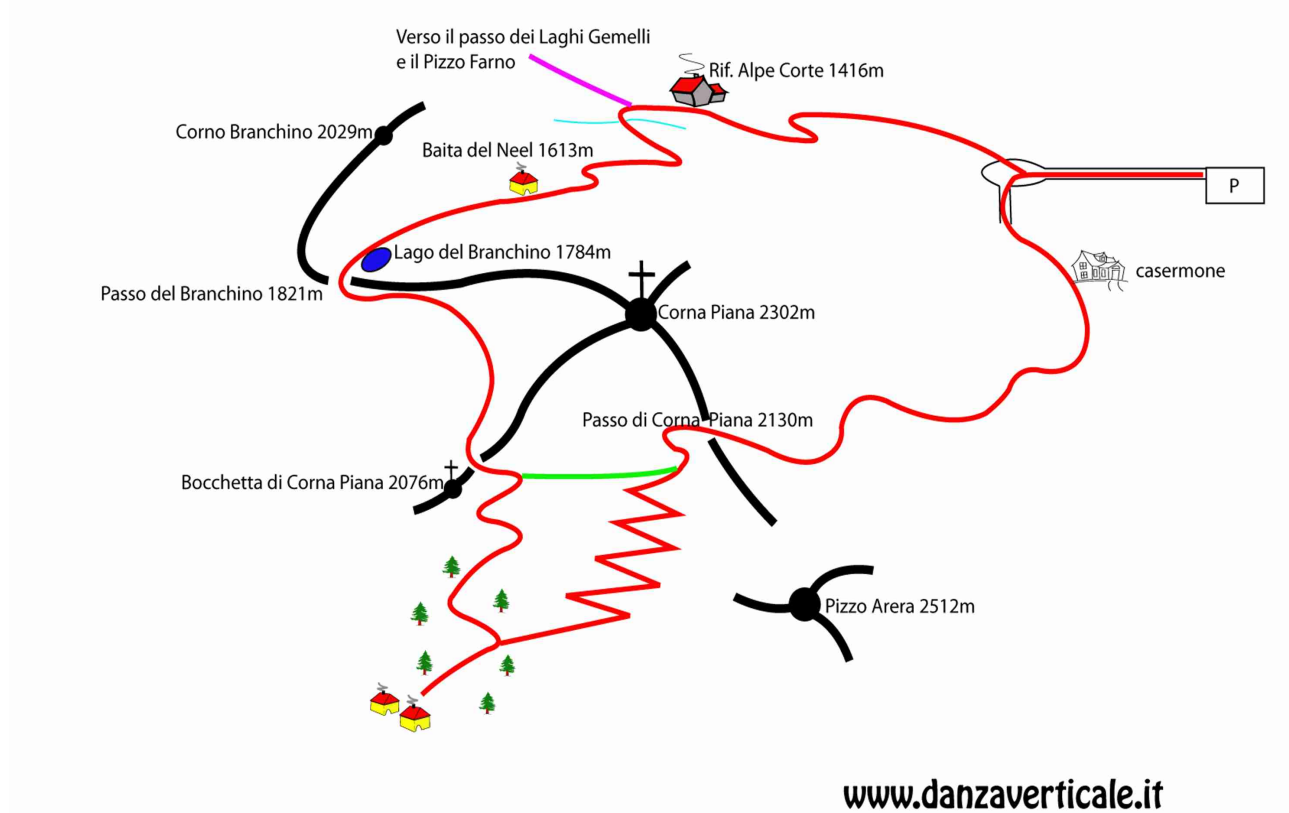 Verso il passo dei Laghi Gemelli
e il Pizzo Farno
Rif. Alpe Corte 1416m
Corno Branchino 2029m
Baita del Neel 1613m
P
Lago del Branchino 1784m
casermone
Passo del Branchino 1821m
Corna Piana 2302m
Passo di Corna Piana 2130m
Bocchetta di Corna Piana 2076m
Pizzo Arera 2512m
www.danzaverticale.it